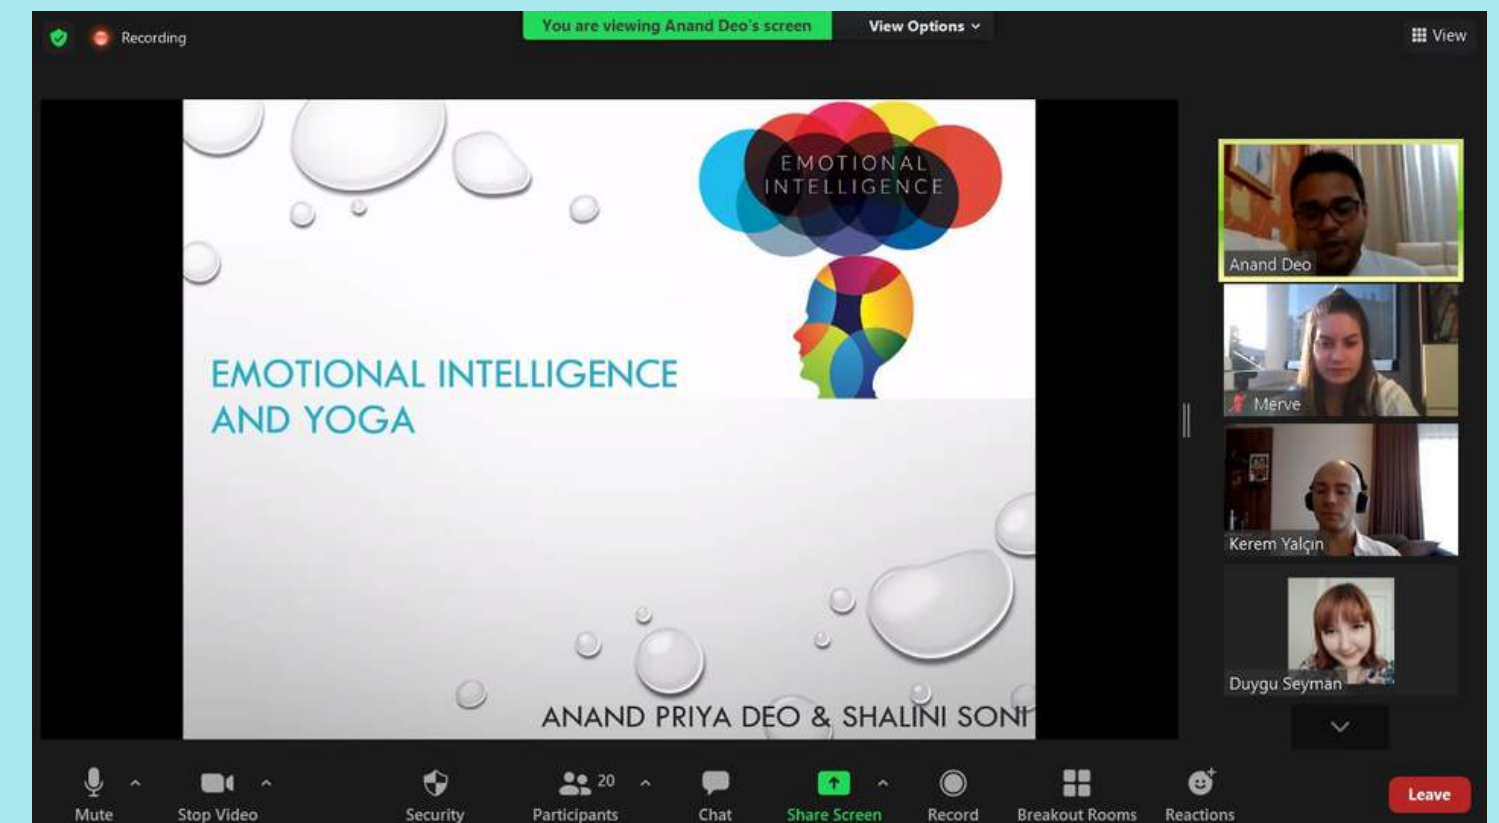 Recording
You are viewing Anand Deo's screen
View Options
View
EMOTIONAL
INTELLIGENCE
EMOTIONAL INTELLIGENCE
AND YOGA
ANAND PRIYA DEO & SHALINI SONI
Anand Deo
Merve
Kerem Yalçın
Duygu Seyman
20
Mute
Stop Video
Security
Participants
Chat
Share Screen
Record
Breakout Rooms
Reactions
Leave